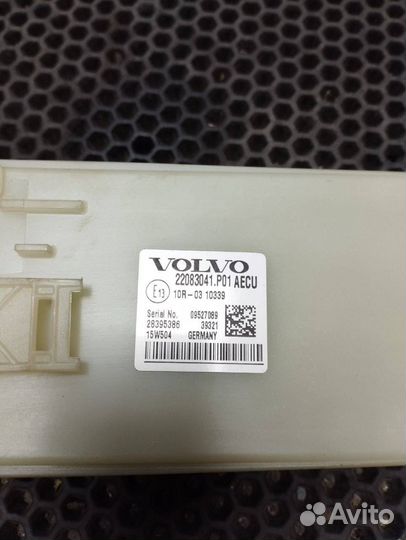 VOLVO
22083041.P01 AECU
E13 10R-03 10339
Serial No. 09527089
28395386 39321
15W504 GERMANY
Avito